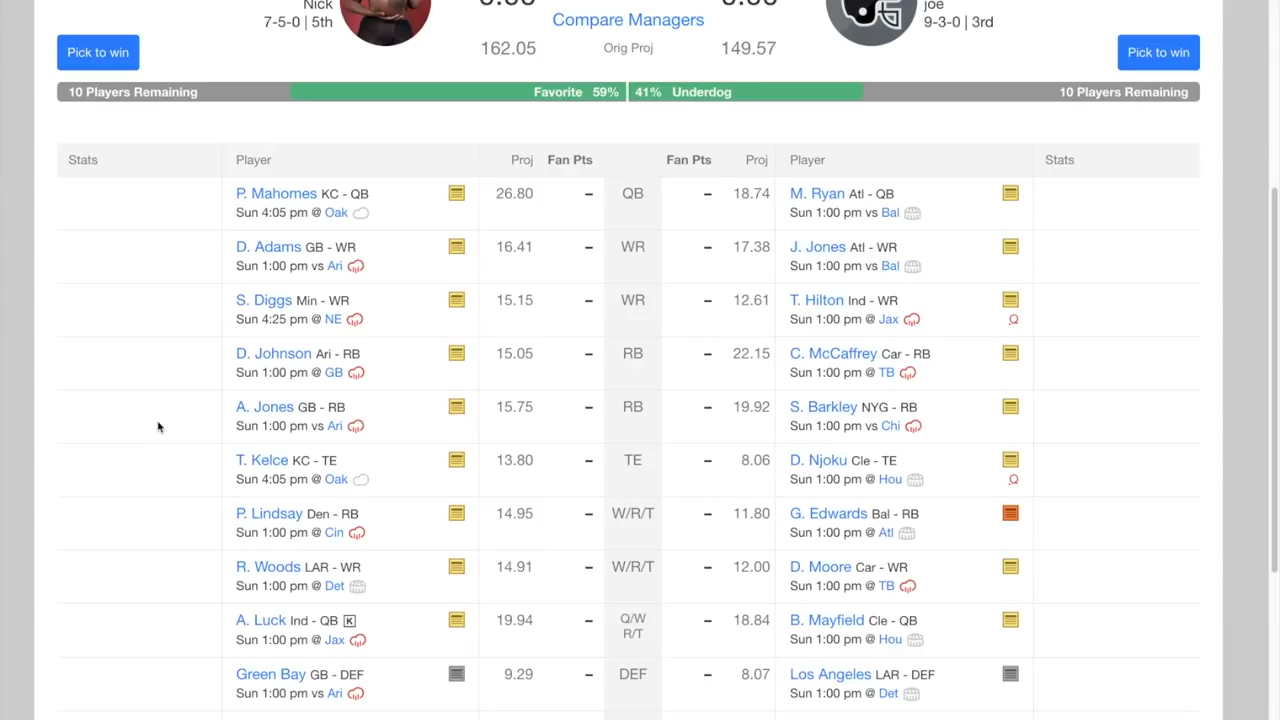 Nick
7-5-0 | 5th
0.00
0.00
joe
9-3-0 | 3rd
Compare Managers
162.05 Orig Proj 149.57
Pick to win
Pick to win
10 Players Remaining Favorite 59% 41% Underdog 10 Players Remaining
Stats Player Proj Fan Pts Fan Pts Proj Player Stats
P. Mahomes KC - QB 26.80 – QB – 18.74 M. Ryan Atl - QB
Sun 4:05 pm @ Oak Sun 1:00 pm vs Bal
D. Adams GB - WR 16.41 – WR – 17.38 J. Jones Atl - WR
Sun 1:00 pm vs Ari Sun 1:00 pm vs Bal
S. Diggs Min - WR 15.15 – WR – 12.61 T. Hilton Ind - WR
Sun 4:25 pm @ NE Sun 1:00 pm @ Jax Q
D. Johnson Ari - RB 15.05 – RB – 22.15 C. McCaffrey Car - RB
Sun 1:00 pm @ GB Sun 1:00 pm @ TB
A. Jones GB - RB 15.75 – RB – 19.92 S. Barkley NYG - RB
Sun 1:00 pm vs Ari Sun 1:00 pm vs Chi
T. Kelce KC - TE 13.80 – TE – 8.06 D. Njoku Cle - TE
Sun 4:05 pm @ Oak Sun 1:00 pm @ Hou Q
P. Lindsay Den - RB 14.95 – W/R/T – 11.80 G. Edwards Bal - RB
Sun 1:00 pm @ Cin Sun 1:00 pm @ Atl
R. Woods LAR - WR 14.91 – W/R/T – 12.00 D. Moore Car - WR
Sun 1:00 pm @ Det Sun 1:00 pm @ TB
A. Luck Ind - QB K 19.94 – Q/W R/T – 18.84 B. Mayfield Cle - QB
Sun 1:00 pm @ Jax Sun 1:00 pm @ Hou
Green Bay GB - DEF 9.29 – DEF – 8.07 Los Angeles LAR - DEF
Sun 1:00 pm vs Ari Sun 1:00 pm @ Det